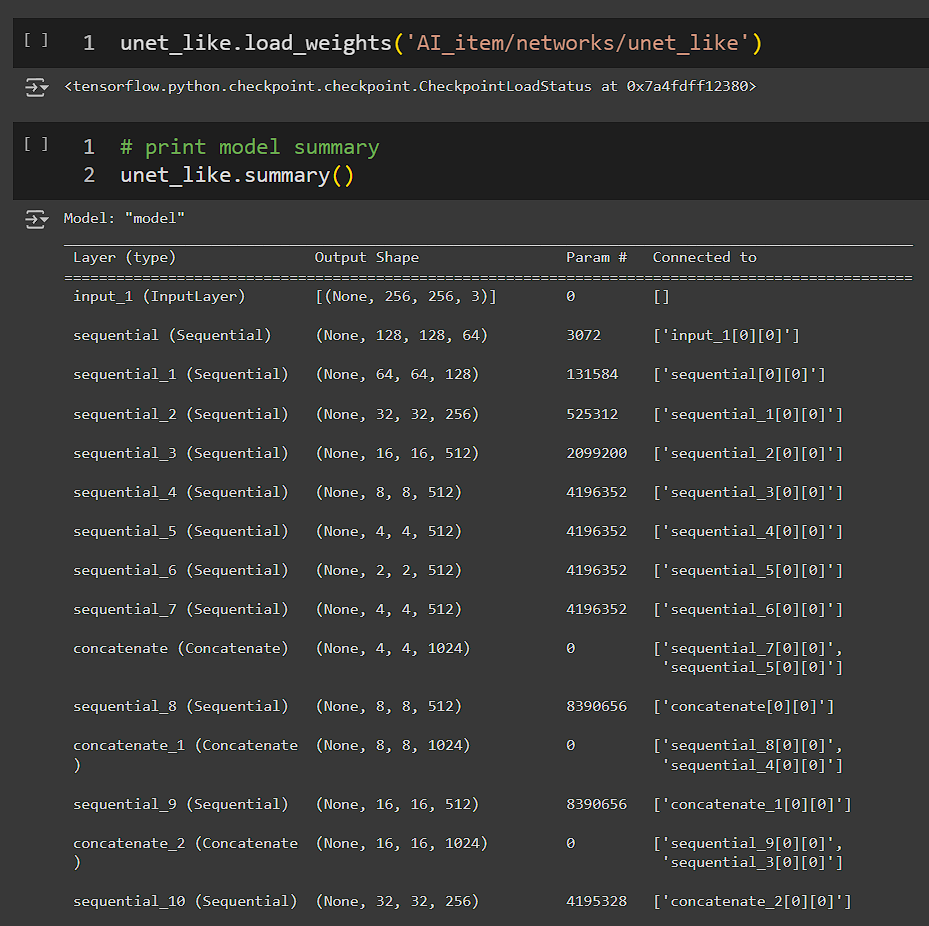 [ ] 1 unet_like.load_weights('AI_item/networks/unet_like')
<tensorflow.python.checkpoint.checkpoint.CheckpointLoadStatus at 0x7a4fdff12380>
[ ] 1 # print model summary
2 unet_like.summary()
Model: "model"
Layer (type) Output Shape Param # Connected to
==================================================================================================
input_1 (InputLayer) [(None, 256, 256, 3)] 0 []
sequential (Sequential) (None, 128, 128, 64) 3072 ['input_1[0][0]']
sequential_1 (Sequential) (None, 64, 64, 128) 131584 ['sequential[0][0]']
sequential_2 (Sequential) (None, 32, 32, 256) 525312 ['sequential_1[0][0]']
sequential_3 (Sequential) (None, 16, 16, 512) 2099200 ['sequential_2[0][0]']
sequential_4 (Sequential) (None, 8, 8, 512) 4196352 ['sequential_3[0][0]']
sequential_5 (Sequential) (None, 4, 4, 512) 4196352 ['sequential_4[0][0]']
sequential_6 (Sequential) (None, 2, 2, 512) 4196352 ['sequential_5[0][0]']
sequential_7 (Sequential) (None, 4, 4, 512) 4196352 ['sequential_6[0][0]']
concatenate (Concatenate) (None, 4, 4, 1024) 0 ['sequential_7[0][0]',
'sequential_5[0][0]']
sequential_8 (Sequential) (None, 8, 8, 512) 8390656 ['concatenate[0][0]']
concatenate_1 (Concatenate (None, 8, 8, 1024) 0 ['sequential_8[0][0]',
) 'sequential_4[0][0]']
sequential_9 (Sequential) (None, 16, 16, 512) 8390656 ['concatenate_1[0][0]']
concatenate_2 (Concatenate (None, 16, 16, 1024) 0 ['sequential_9[0][0]',
) 'sequential_3[0][0]']
sequential_10 (Sequential) (None, 32, 32, 256) 4195328 ['concatenate_2[0][0]']